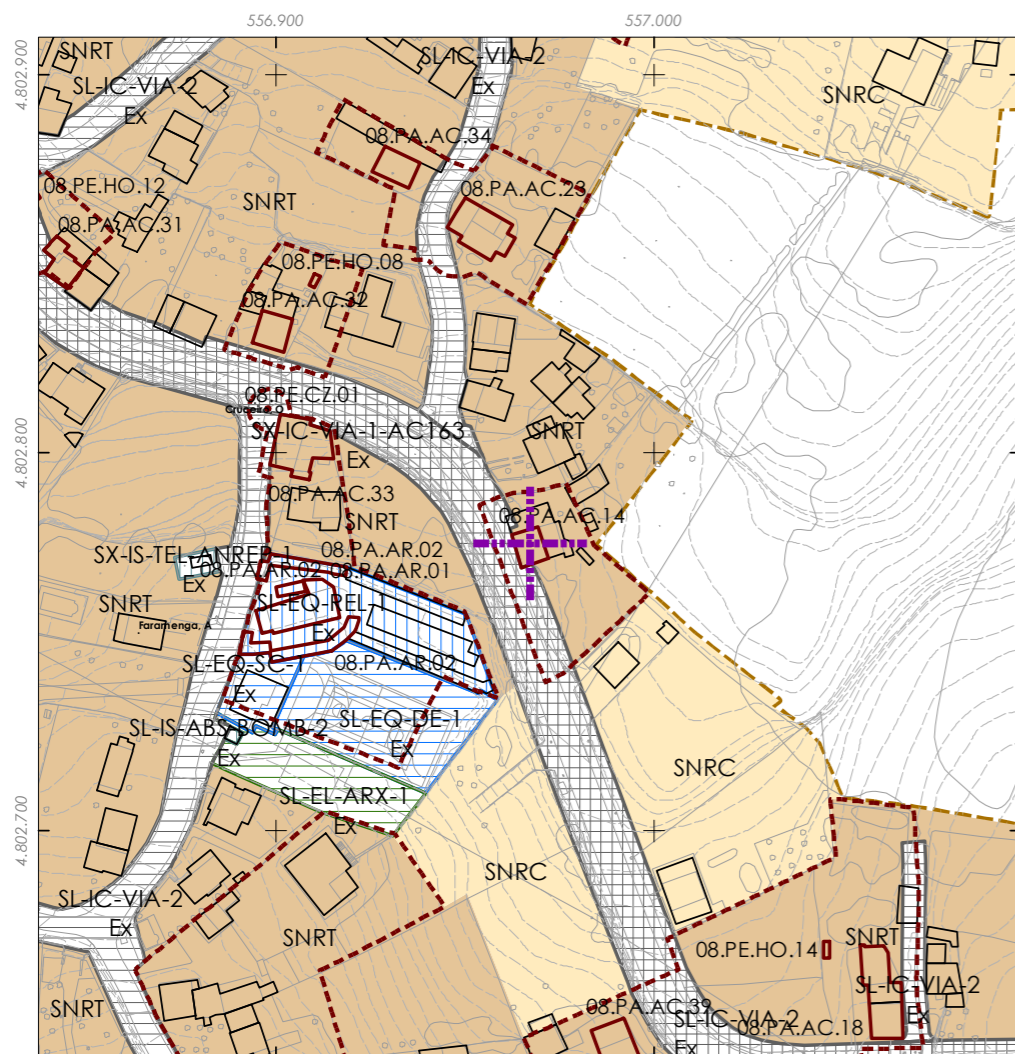 556.900
557.000
4.802.900
4.802.800
4.802.700
SNRT
SL-IC-VIA-2
Ex
SL-IC-VIA-2
Ex
SNRC
08.PA.AC.34
08.PE.HO.12
08.PA.AC.23
SNRT
08.PA.AC.31
08.PE.HO.08
08.PA.AC.32
08.PE.CZ.01
Cruceiro, O
SX-IC-VIA-1-AC163
Ex
SNRT
08.PA.AC.33
SNRT
08.PA.AC.14
08.PA.AR.02
SX-IS-TEL_ANREP-1
Ex
08.PA.AR.02
08.PA.AR.01
SNRT
SL-EQ-REL-1
Ex
Faramenga, A
SL-EQ-SC-1
Ex
08.PA.AR.02
SL-IS-ABS-BOMB-2
Ex
SL-EQ-DE-1
Ex
SNRC
SL-EL-ARX-1
Ex
SNRC
SL-IC-VIA-2
Ex
SNRT
08.PE.HO.14
SNRT
SL-IC-VIA-2
Ex
SNRT
08.PA.AC.39
SL-IC-VIA-2
Ex
08.PA.AC.18